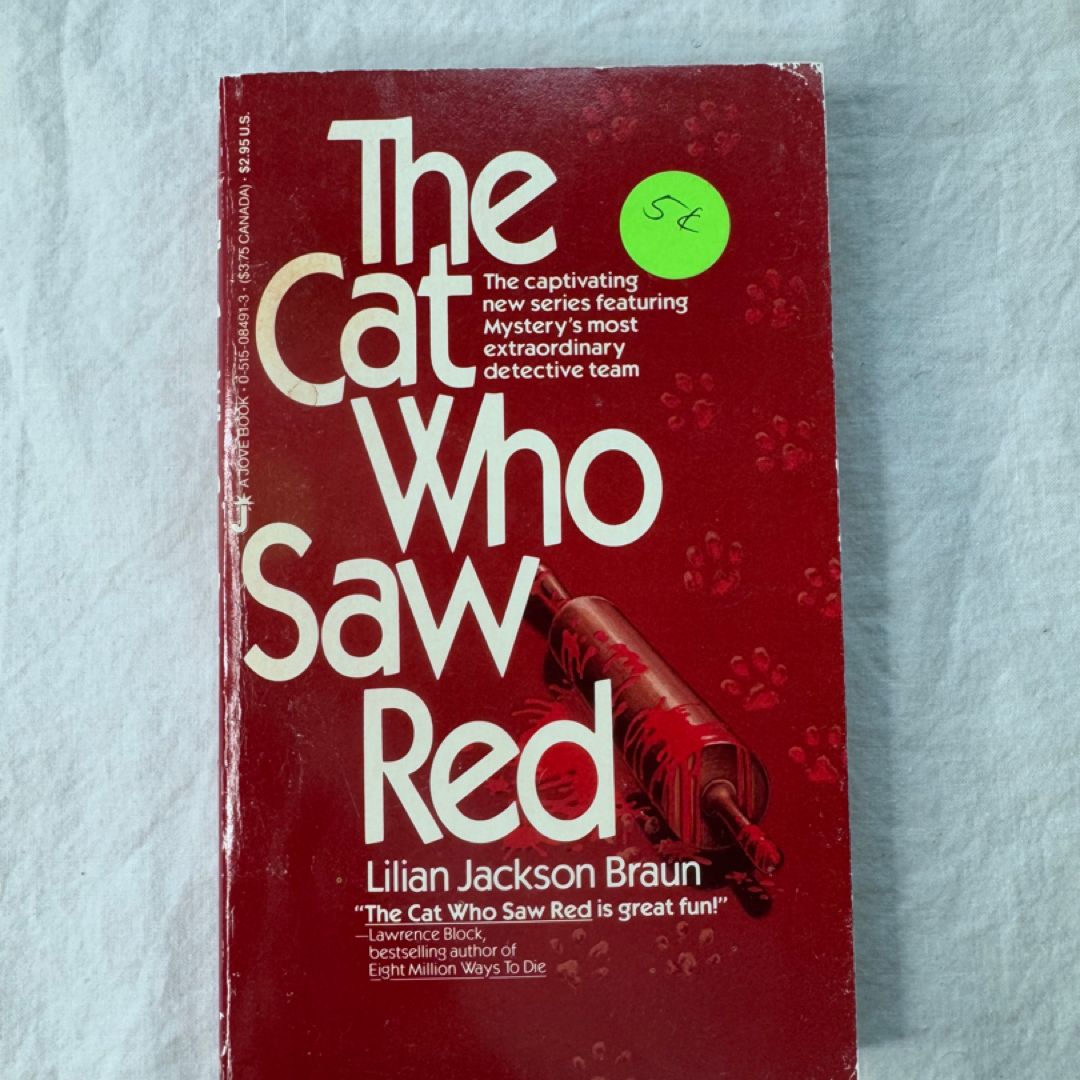 The
Cat
Who
Saw
Red
The captivating
new series featuring
Mystery's most
extraordinary
detective team
5¢
Lilian Jackson Braun
"The Cat Who Saw Red is great fun!"
—Lawrence Block,
bestselling author of
Eight Million Ways To Die
A JOVE BOOK • 0-515-08491-3 • ($3.75 CANADA) • $2.95 U.S.